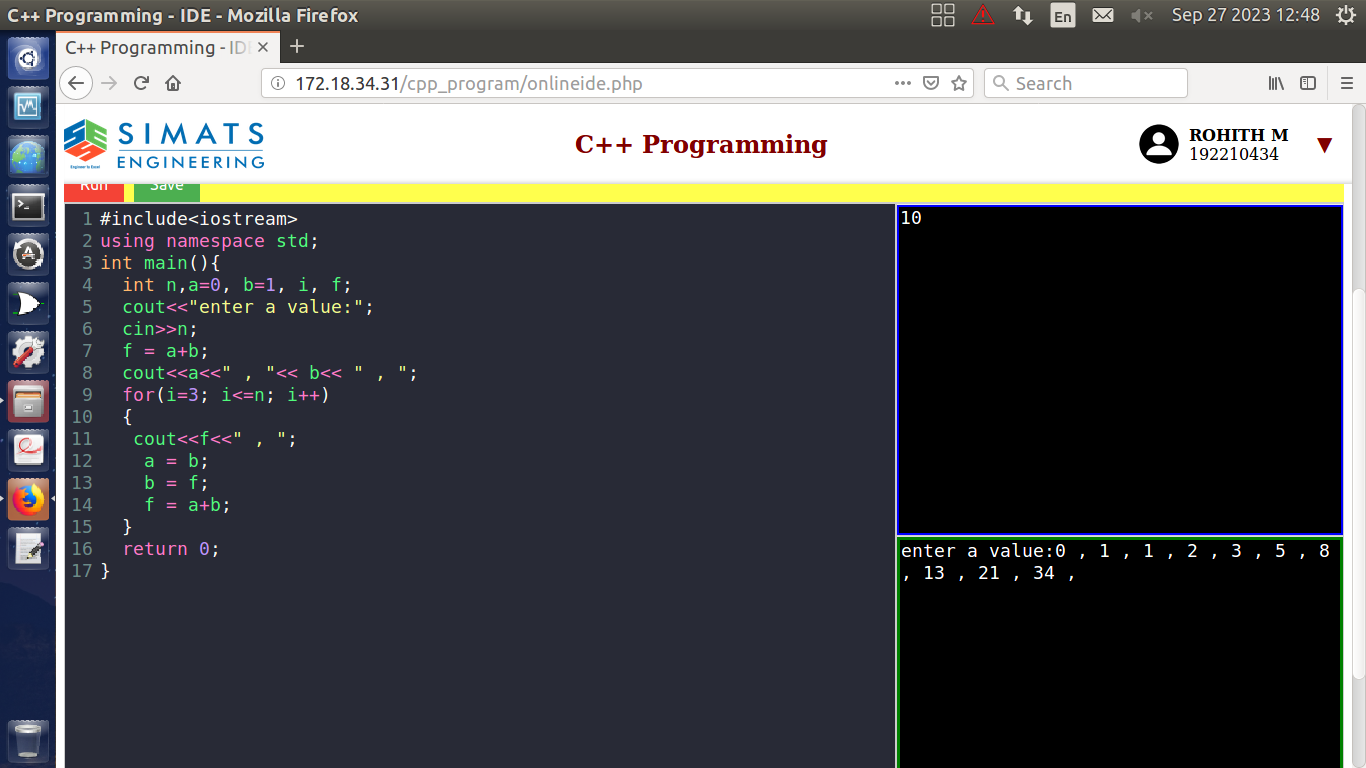 C++ Programming - IDE - Mozilla Firefox
En
Sep 27 2023 12:48
C++ Programming - IDE
172.18.34.31/cpp_program/onlineide.php
Search
SIMATS
ENGINEERING
Engineer to Excel
C++ Programming
ROHITH M
192210434
Run
Save
1 #include<iostream>
2 using namespace std;
3 int main(){
4   int n,a=0, b=1, i, f;
5   cout<<"enter a value:";
6   cin>>n;
7   f = a+b;
8   cout<<a<<" , "<< b<< " , ";
9   for(i=3; i<=n; i++)
10   {
11    cout<<f<<" , ";
12     a = b;
13     b = f;
14     f = a+b;
15   }
16   return 0;
17 }
10
enter a value:0 , 1 , 1 , 2 , 3 , 5 , 8
, 13 , 21 , 34 ,